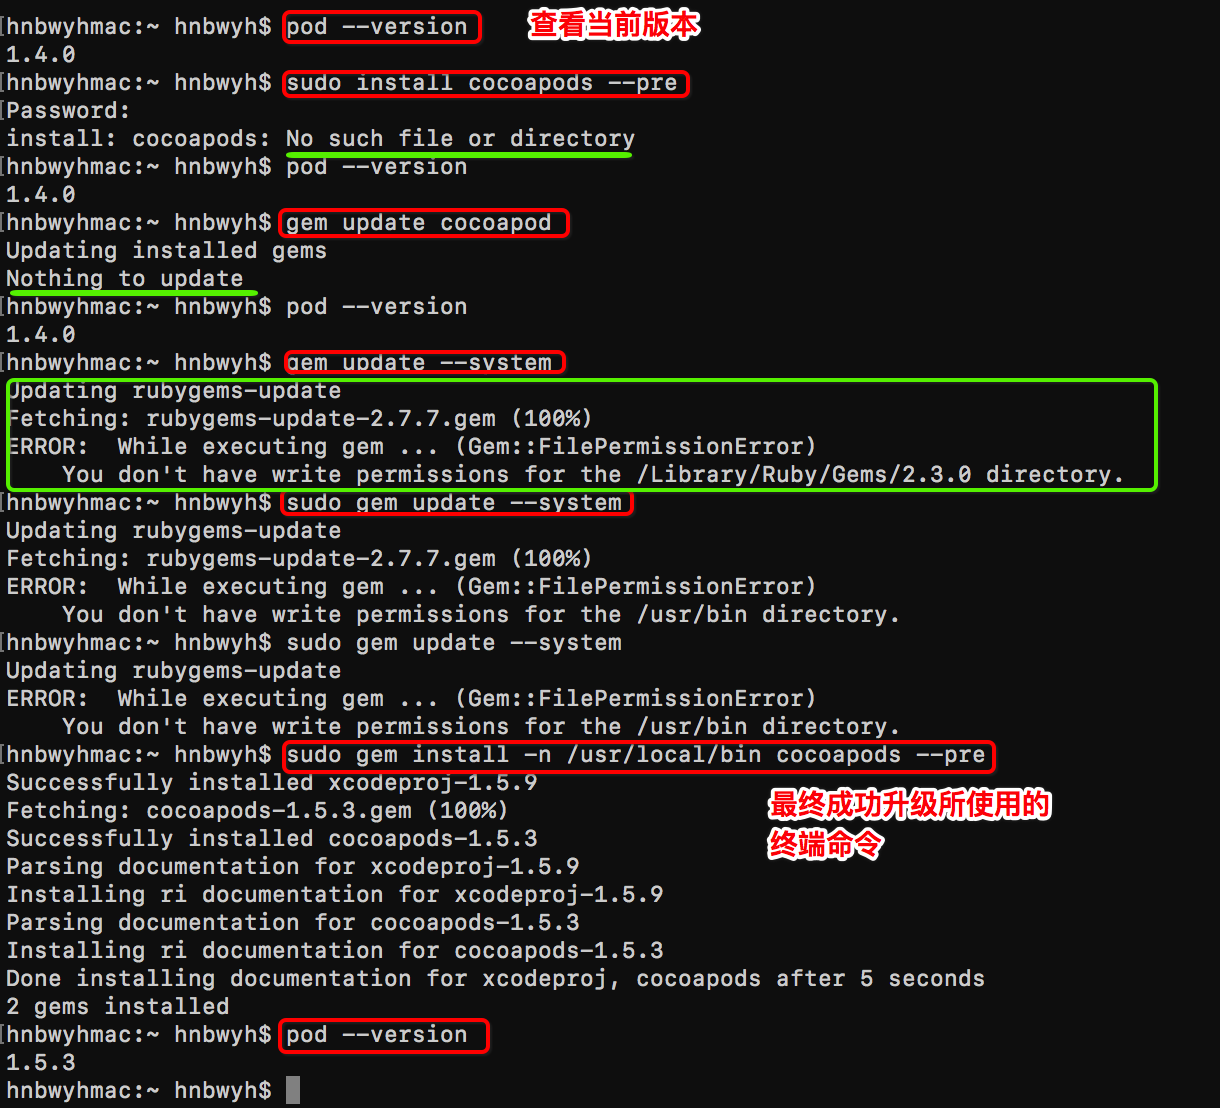 [hnbwyhmac:~ hnbwyh$ pod --version 查看当前版本
1.4.0
[hnbwyhmac:~ hnbwyh$ sudo install cocoapods --pre
[Password:
install: cocoapods: No such file or directory
[hnbwyhmac:~ hnbwyh$ pod --version
1.4.0
[hnbwyhmac:~ hnbwyh$ gem update cocoapod
Updating installed gems
Nothing to update
[hnbwyhmac:~ hnbwyh$ pod --version
1.4.0
[hnbwyhmac:~ hnbwyh$ gem update --system
Updating rubygems-update
Fetching: rubygems-update-2.7.7.gem (100%)
ERROR:  While executing gem ... (Gem::FilePermissionError)
    You don't have write permissions for the /Library/Ruby/Gems/2.3.0 directory.
[hnbwyhmac:~ hnbwyh$ sudo gem update --system
Updating rubygems-update
Fetching: rubygems-update-2.7.7.gem (100%)
ERROR:  While executing gem ... (Gem::FilePermissionError)
    You don't have write permissions for the /usr/bin directory.
[hnbwyhmac:~ hnbwyh$ sudo gem update --system
Updating rubygems-update
ERROR:  While executing gem ... (Gem::FilePermissionError)
    You don't have write permissions for the /usr/bin directory.
[hnbwyhmac:~ hnbwyh$ sudo gem install -n /usr/local/bin cocoapods --pre
Successfully installed xcodeproj-1.5.9
Fetching: cocoapods-1.5.3.gem (100%)
最终成功升级所使用的
终端命令
Successfully installed cocoapods-1.5.3
Parsing documentation for xcodeproj-1.5.9
Installing ri documentation for xcodeproj-1.5.9
Parsing documentation for cocoapods-1.5.3
Installing ri documentation for cocoapods-1.5.3
Done installing documentation for xcodeproj, cocoapods after 5 seconds
2 gems installed
[hnbwyhmac:~ hnbwyh$ pod --version
1.5.3
hnbwyhmac:~ hnbwyh$